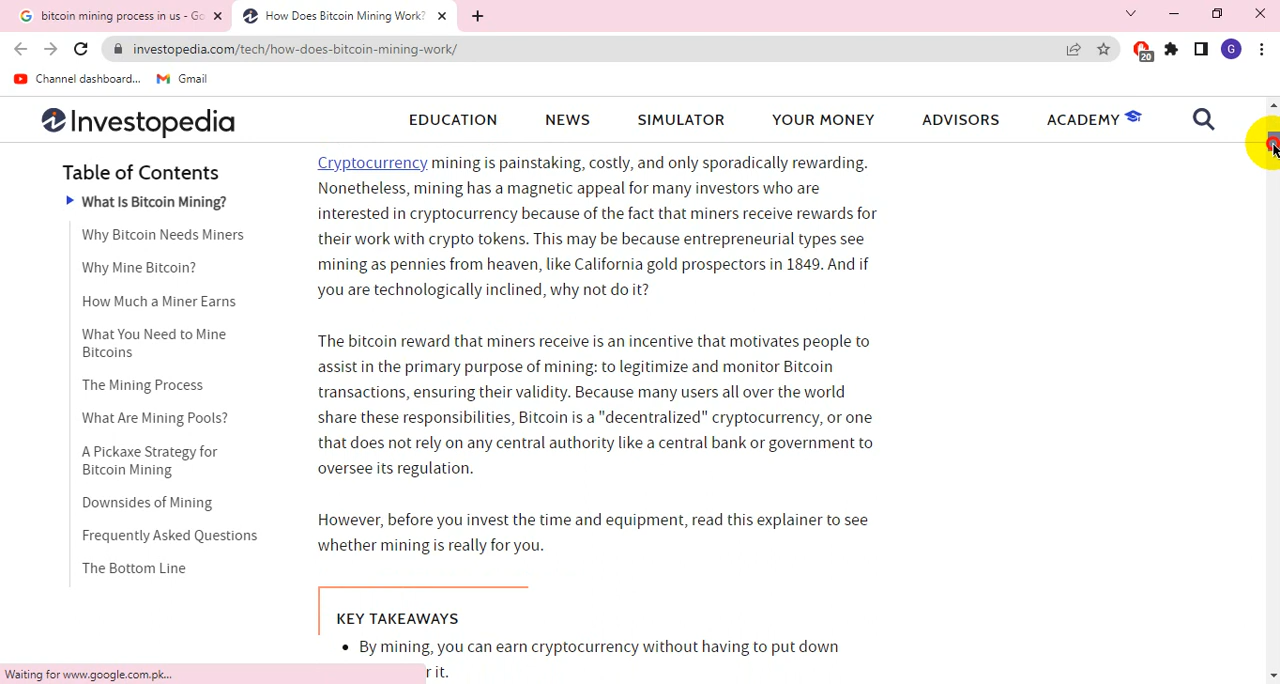 bitcoin mining process in us - Go
How Does Bitcoin Mining Work?
investopedia.com/tech/how-does-bitcoin-mining-work/
20
G
Channel dashboard...
Gmail
Investopedia
EDUCATION
NEWS
SIMULATOR
YOUR MONEY
ADVISORS
ACADEMY
Table of Contents
What Is Bitcoin Mining?
Why Bitcoin Needs Miners
Why Mine Bitcoin?
How Much a Miner Earns
What You Need to Mine
Bitcoins
The Mining Process
What Are Mining Pools?
A Pickaxe Strategy for
Bitcoin Mining
Downsides of Mining
Frequently Asked Questions
The Bottom Line
Cryptocurrency mining is painstaking, costly, and only sporadically rewarding.
Nonetheless, mining has a magnetic appeal for many investors who are
interested in cryptocurrency because of the fact that miners receive rewards for
their work with crypto tokens. This may be because entrepreneurial types see
mining as pennies from heaven, like California gold prospectors in 1849. And if
you are technologically inclined, why not do it?
The bitcoin reward that miners receive is an incentive that motivates people to
assist in the primary purpose of mining: to legitimize and monitor Bitcoin
transactions, ensuring their validity. Because many users all over the world
share these responsibilities, Bitcoin is a "decentralized" cryptocurrency, or one
that does not rely on any central authority like a central bank or government to
oversee its regulation.
However, before you invest the time and equipment, read this explainer to see
whether mining is really for you.
KEY TAKEAWAYS
• By mining, you can earn cryptocurrency without having to put down
r it.
Waiting for www.google.com.pk...